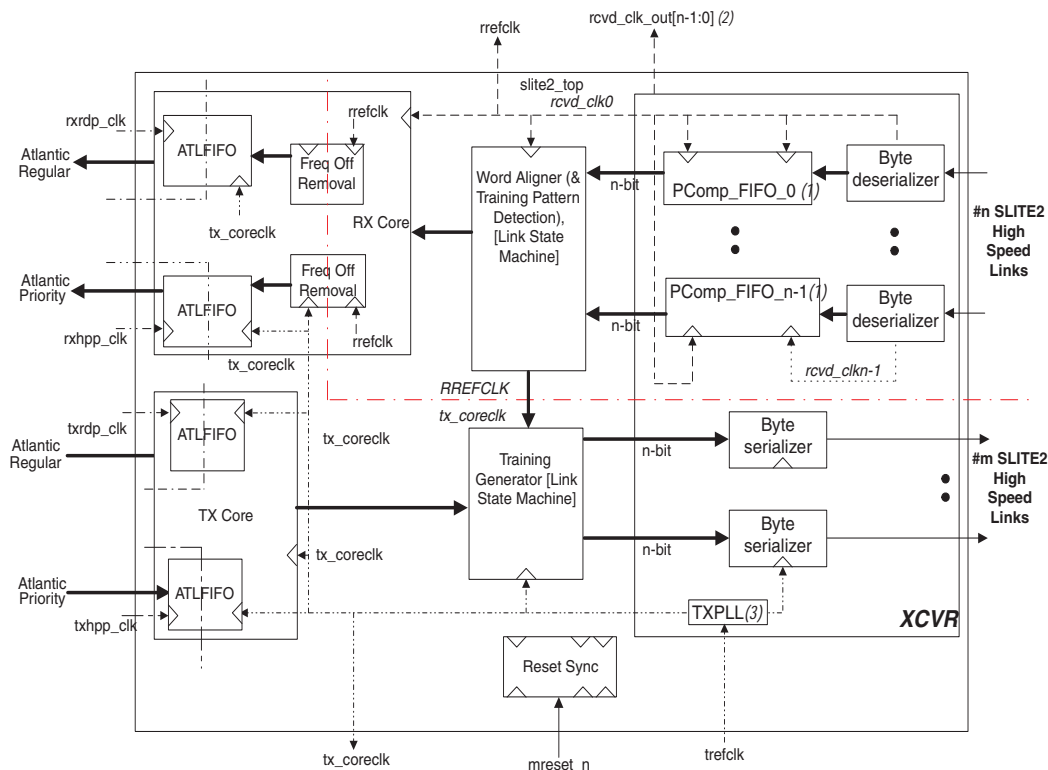 rrefclk
rcvd_clk_out[n-1:0] (2)
slite2_top
rcvd_clk0
rxrdp_clk
Atlantic
Regular
ATLFIFO
rrefclk
Freq Off
Removal
tx_coreclk
RX Core
Word Aligner (&
Training Pattern
Detection),
[Link State
Machine]
n-bit
PComp_FIFO_0 (1)
Byte
deserializer
#n SLITE2
High
Speed
Links
Atlantic
Priority
ATLFIFO
Freq Off
Removal
n-bit
PComp_FIFO_n-1(1)
Byte
deserializer
rxhpp_clk
tx_coreclk
rrefclk
rcvd_clkn-1
RREFCLK
tx_coreclk
txrdp_clk
ATLFIFO
tx_coreclk
Atlantic
Regular
Training
Generator [Link
State Machine]
n-bit
Byte
serializer
#m SLITE2
High
Speed
Links
TX Core
n-bit
Byte
serializer
tx_coreclk
Atlantic
Priority
ATLFIFO
txhpp_clk
TXPLL(3)
XCVR
Reset Sync
tx_coreclk
mreset_n
trefclk